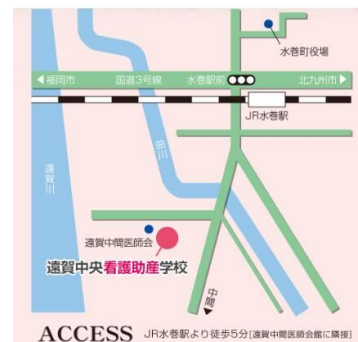 水巻町役場
◀福岡市 国道3号線 水巻駅前 北九州市▶
JR水巻駅
遠賀川
曲川
遠賀中間医師会
遠賀中央看護助産学校
中間
ACCESS JR水巻駅より徒歩5分[遠賀中間医師会館に隣接]